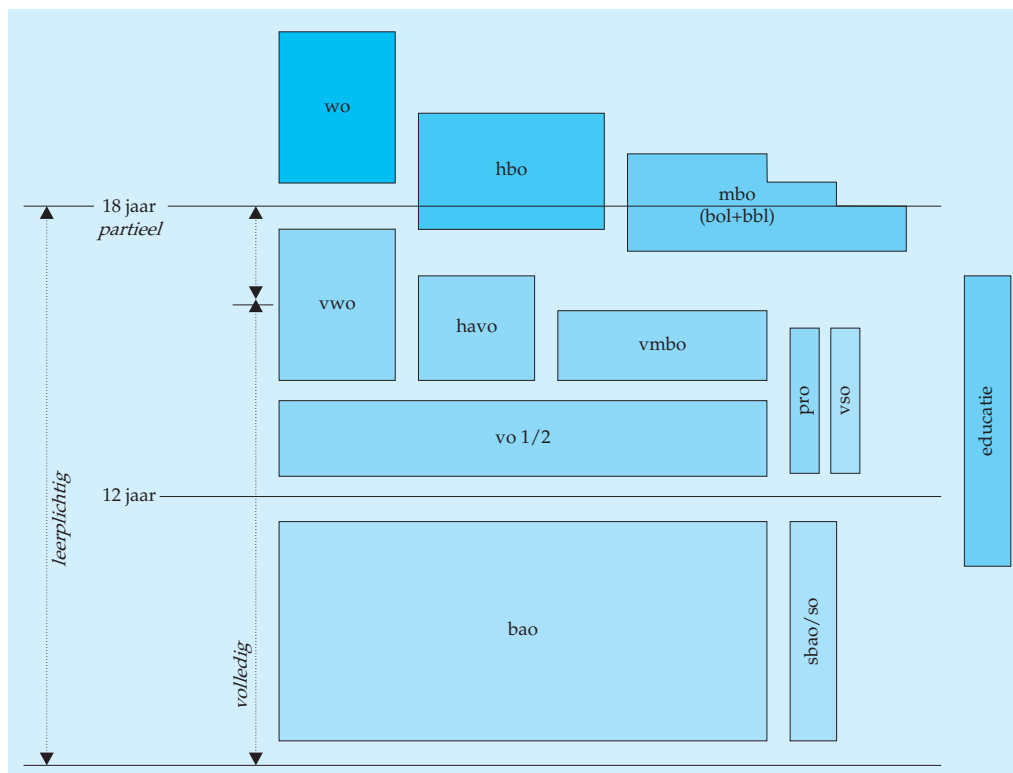 wo
hbo
mbo
(bol+bbl)
18 jaar
partieel
vwo
havo
vmbo
pro
vso
educatie
vo 1/2
12 jaar
leerplichtig
volledig
bao
sbao/so